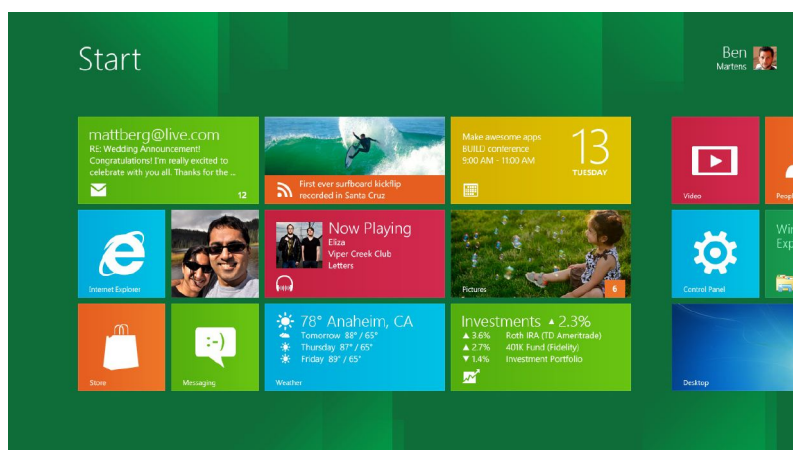 Start
Ben
Martens
mattberg@live.com
RE: Wedding Announcement!
Congratulations! I'm really excited to
celebrate with you all. Thanks for the ...
12
First ever surfboard kickflip
recorded in Santa Cruz
Make awesome apps
BUILD conference
9:00 AM - 11:00 AM
13
TUESDAY
Video
Internet Explorer
Now Playing
Eliza
Viper Creek Club
Letters
Pictures
6
Control Panel
Store
:-)
Messaging
78° Anaheim, CA
Tomorrow 88°/65°
Thursday 87°/65°
Friday 89°/65°
Weather
Investments ▲ 2.3%
▲ 3.6% Roth IRA (TD Ameritrade)
▲ 2.7% 401K Fund (Fidelity)
▼ 1.4% Investment Portfolio
Desktop